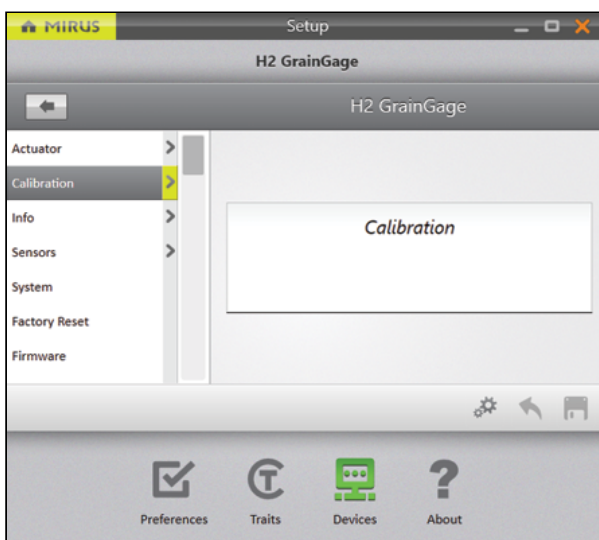 MIRUS
Setup
H2 GrainGage
H2 GrainGage
Actuator
Calibration
Info
Sensors
System
Factory Reset
Firmware
Calibration
Preferences
Traits
Devices
About